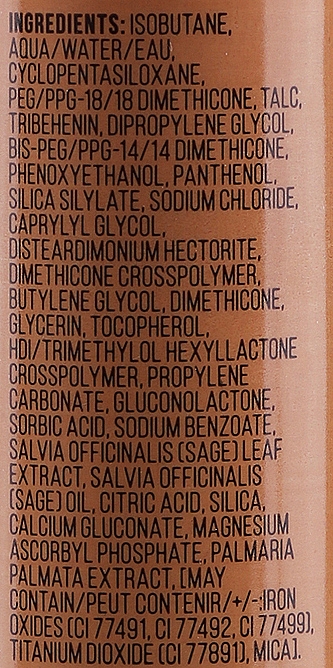 INGREDIENTS: ISOBUTANE,
AQUA/WATER/EAU,
CYCLOPENTASILOXANE,
PEG/PPG-18/18 DIMETHICONE, TALC,
TRIBEHENIN, DIPROPYLENE GLYCOL,
BIS-PEG/PPG-14/14 DIMETHICONE,
PHENOXYETHANOL, PANTHENOL,
SILICA SILYLATE, SODIUM CHLORIDE,
CAPRYLYL GLYCOL,
DISTEARDIMONIUM HECTORITE,
DIMETHICONE CROSSPOLYMER,
BUTYLENE GLYCOL, DIMETHICONE,
GLYCERIN, TOCOPHEROL,
HDI/TRIMETHYLOL HEXYLLACTONE
CROSSPOLYMER, PROPYLENE
CARBONATE, GLUCONOLACTONE,
SORBIC ACID, SODIUM BENZOATE,
SALVIA OFFICINALIS (SAGE) LEAF
EXTRACT, SALVIA OFFICINALIS
(SAGE) OIL, CITRIC ACID, SILICA,
CALCIUM GLUCONATE, MAGNESIUM
ASCORBYL PHOSPHATE, PALMARIA
PALMATA EXTRACT, [MAY
CONTAIN/PEUT CONTENIR/+/-:IRON
OXIDES (CI 77491, CI 77492, CI 77499),
TITANIUM DIOXIDE (CI 77891), MICA].